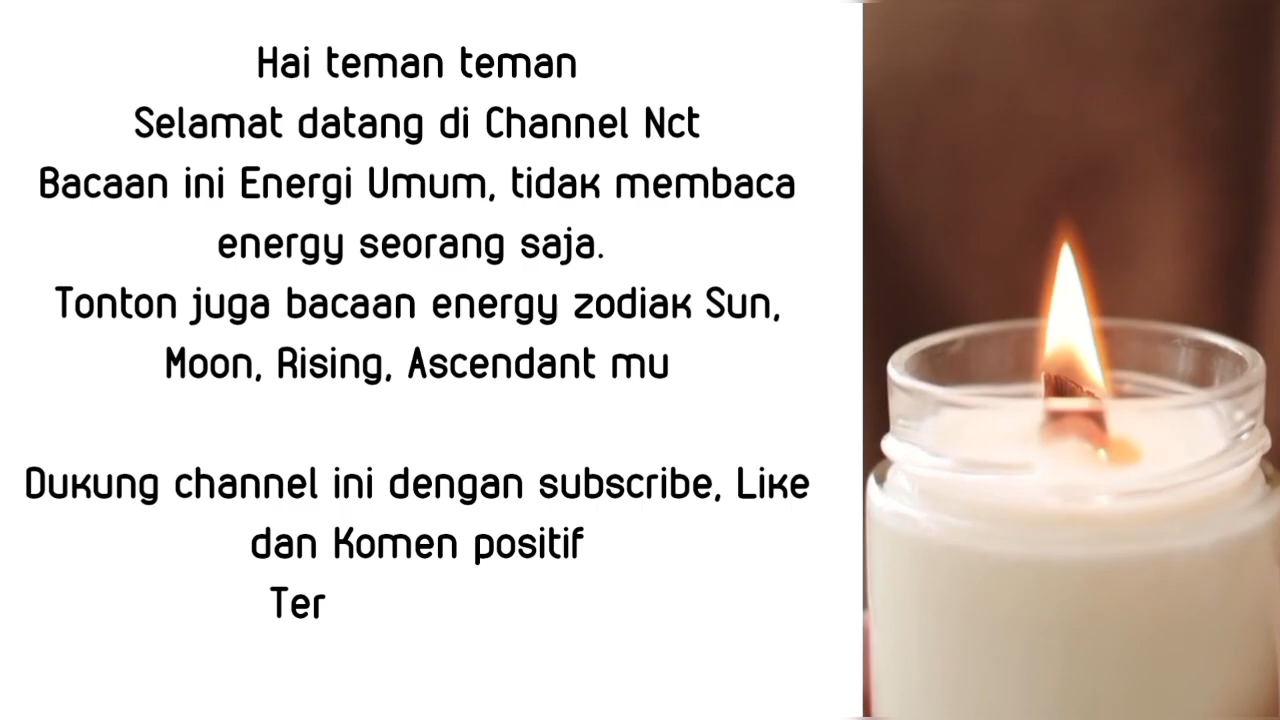 Hai teman teman
Selamat datang di Channel Nct
Bacaan ini Energi Umum, tidak membaca
energy seorang saja.
Tonton juga bacaan energy zodiak Sun,
Moon, Rising, Ascendant mu
Dukung channel ini dengan subscribe, Like
dan Komen positif
Ter